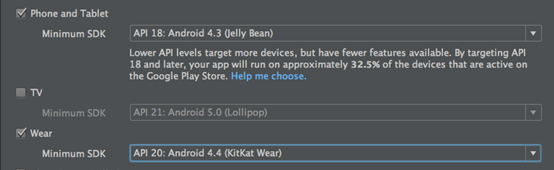 Phone and Tablet
Minimum SDK API 18: Android 4.3 (Jelly Bean)
Lower API levels target more devices, but have fewer features available. By targeting API
18 and later, your app will run on approximately 32.5% of the devices that are active on
the Google Play Store. Help me choose.
TV
Minimum SDK API 21: Android 5.0 (Lollipop)
Wear
Minimum SDK API 20: Android 4.4 (KitKat Wear)